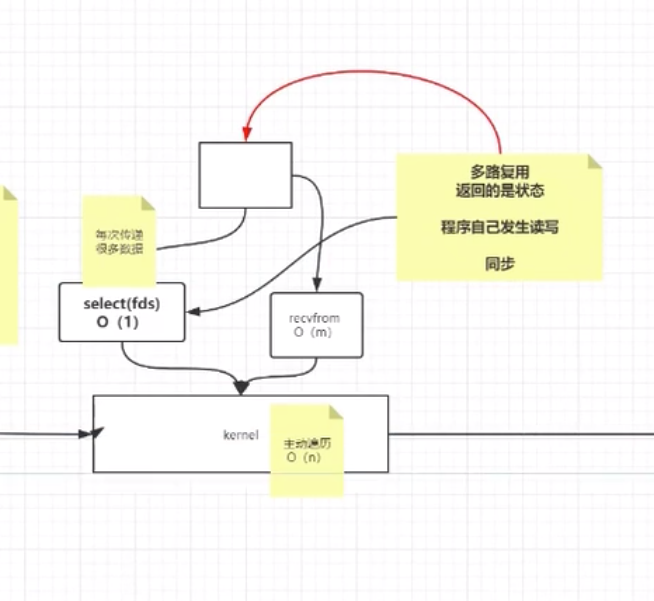 多路复用
返回的是状态
程序自己发生读写
同步
每次传递
很多数据
select(fds)
O（1）
recvfrom
O（m）
kernel
主动遍历
O（n）